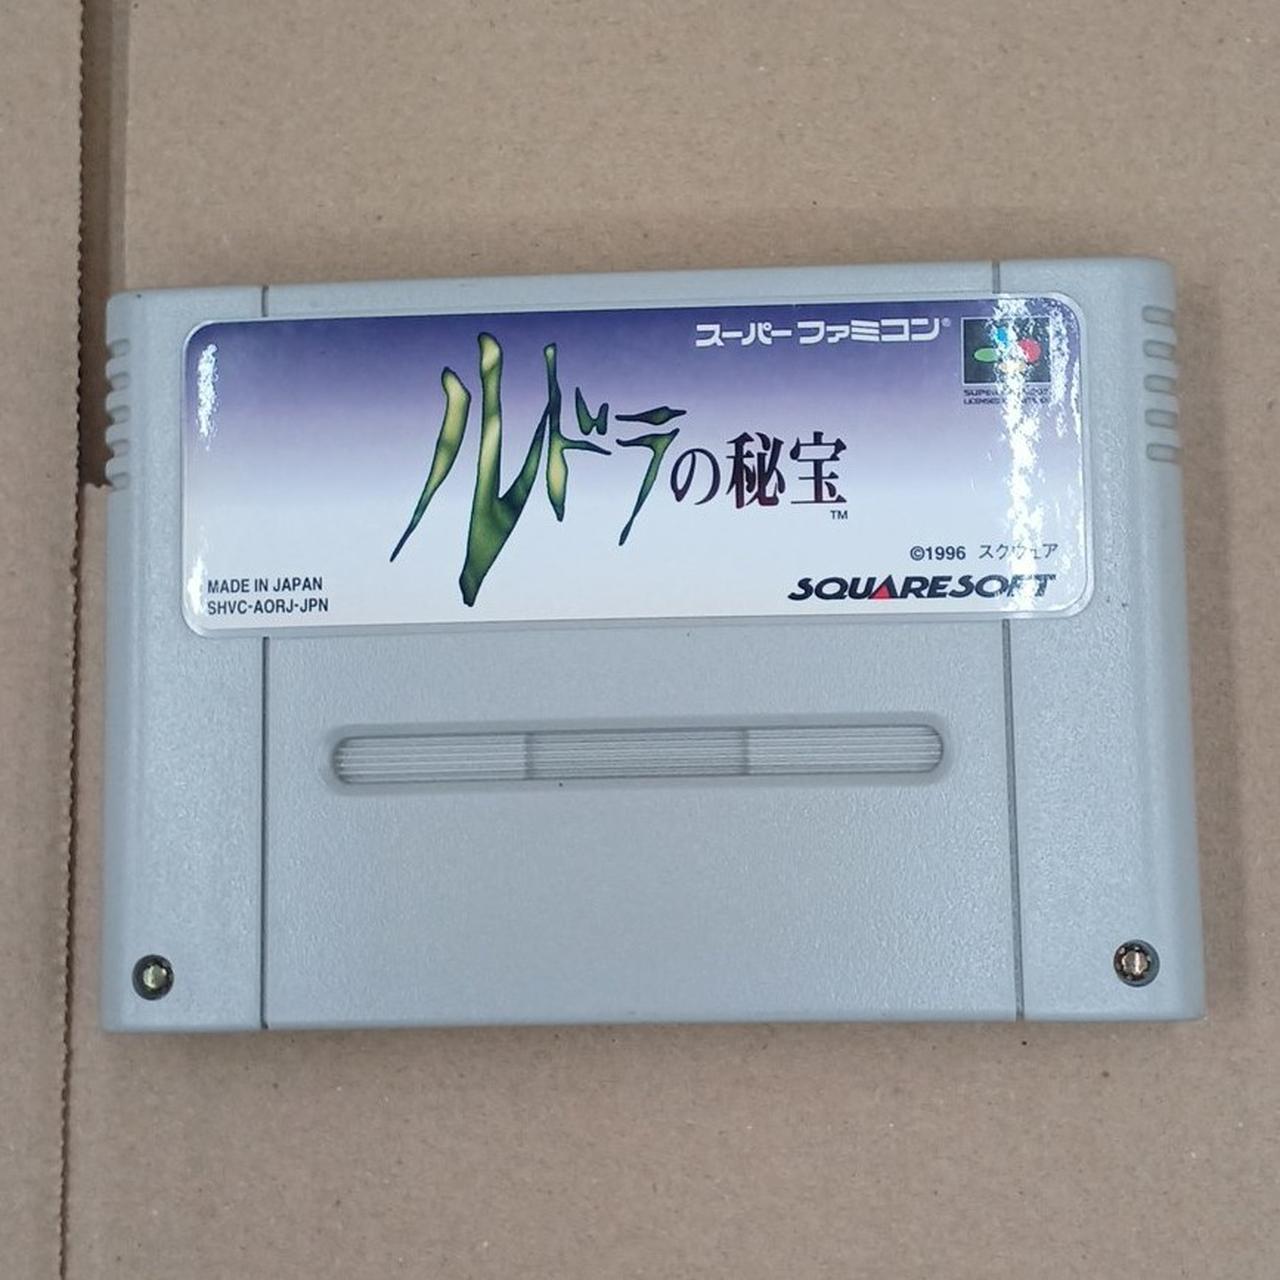 スーパーファミコン®
ルドラの秘宝
TM
©1996 スクウェア
SQUARESOFT
MADE IN JAPAN
SHVC-AORJ-JPN